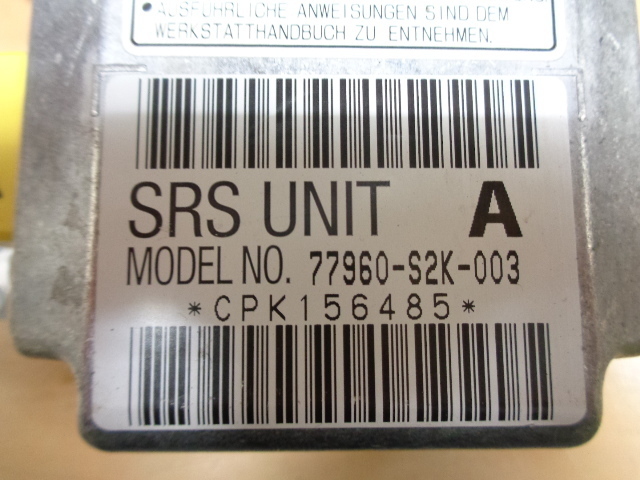 •AUSFÜHRLICHE ANWEISUNGEN SIND DEM
WERKSTATTHANDBUCH ZU ENTNEHMEN.
SRS UNIT A
MODEL NO. 77960-S2K-003
*CPK156485*